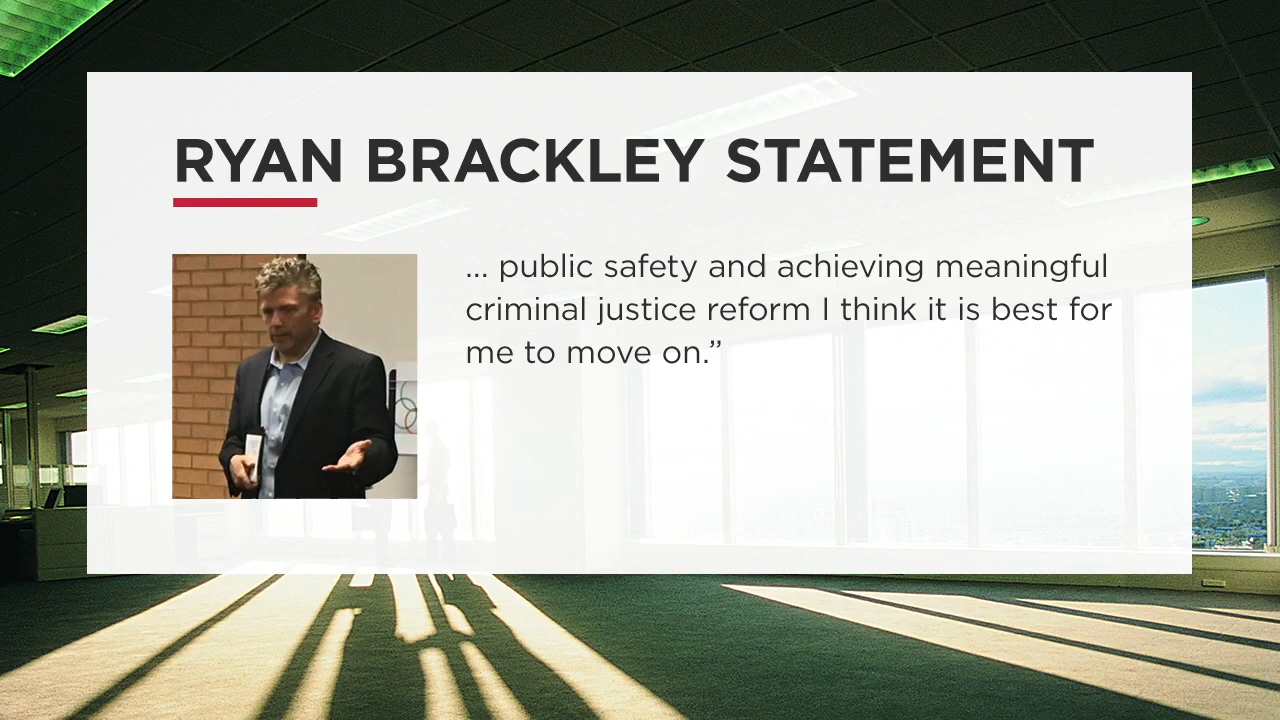 RYAN BRACKLEY STATEMENT
... public safety and achieving meaningful
criminal justice reform I think it is best for
me to move on.”